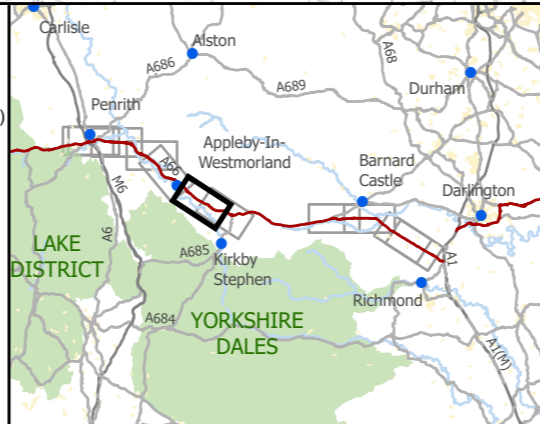 Carlisle
Alston
A686
A689
A68
Durham
Penrith
Appleby-In-
Westmorland
A66
Barnard
Castle
Darlington
M6
A6
LAKE
DISTRICT
A685
Kirkby
Stephen
A1
Richmond
A684
YORKSHIRE
DALES
A1(M)
)